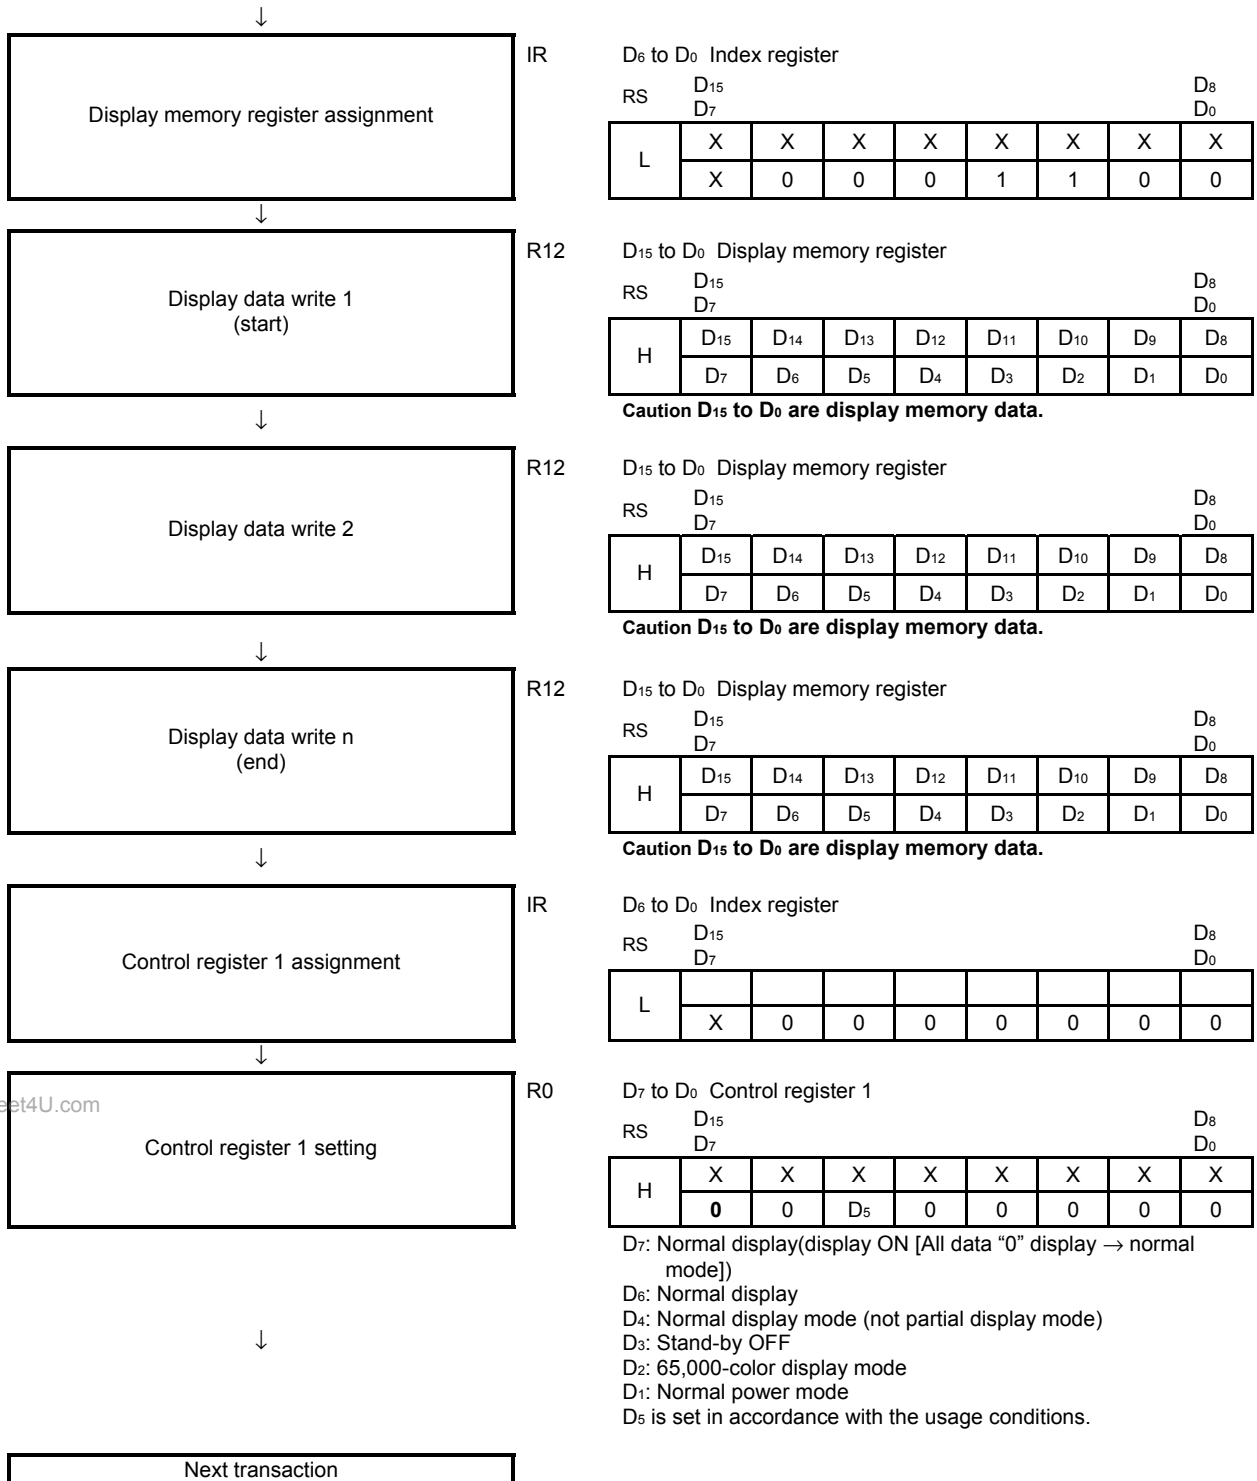 ↓
IR D6 to D0 Index register
Display memory register assignment
RS D15 D8
D7 D0
L X X X X X X X X
X 0 0 0 1 1 0 0
↓
R12 D15 to D0 Display memory register
Display data write 1
(start)
RS D15 D8
D7 D0
H D15 D14 D13 D12 D11 D10 D9 D8
D7 D6 D5 D4 D3 D2 D1 D0
Caution D15 to D0 are display memory data.
↓
R12 D15 to D0 Display memory register
Display data write 2
RS D15 D8
D7 D0
H D15 D14 D13 D12 D11 D10 D9 D8
D7 D6 D5 D4 D3 D2 D1 D0
Caution D15 to D0 are display memory data.
↓
R12 D15 to D0 Display memory register
Display data write n
(end)
RS D15 D8
D7 D0
H D15 D14 D13 D12 D11 D10 D9 D8
D7 D6 D5 D4 D3 D2 D1 D0
Caution D15 to D0 are display memory data.
↓
IR D6 to D0 Index register
Control register 1 assignment
RS D15 D8
D7 D0
L
X 0 0 0 0 0 0 0
↓
R0 D7 to D0 Control register 1
eet4U.com
Control register 1 setting
RS D15 D8
D7 D0
H X X X X X X X X
0 0 D5 0 0 0 0 0
D7: Normal display(display ON [All data “0” display → normal
mode])
D6: Normal display
D4: Normal display mode (not partial display mode)
↓
D3: Stand-by OFF
D2: 65,000-color display mode
D1: Normal power mode
D5 is set in accordance with the usage conditions.
Next transaction